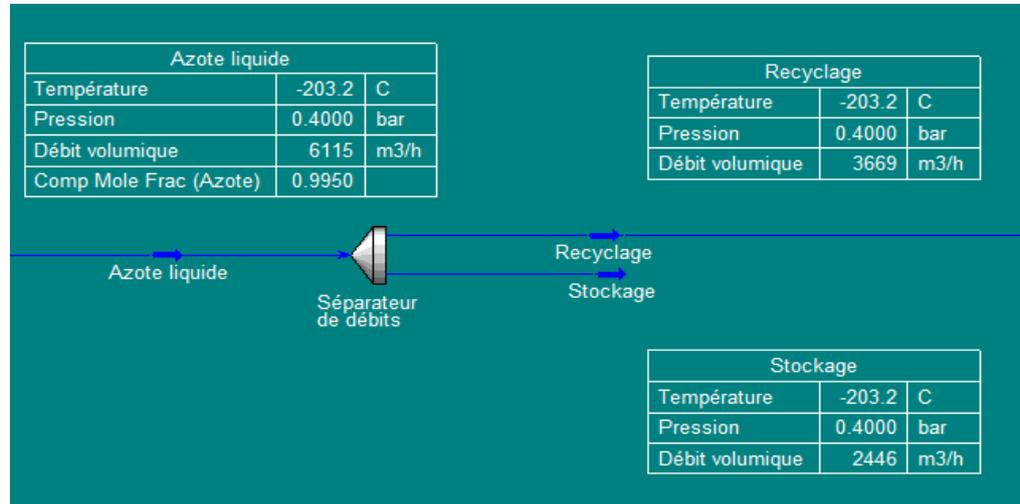 Azote liquide
Température -203.2 C
Pression 0.4000 bar
Débit volumique 6115 m3/h
Comp Mole Frac (Azote) 0.9950
Recyclage
Température -203.2 C
Pression 0.4000 bar
Débit volumique 3669 m3/h
Azote liquide
Séparateur
de débits
Recyclage
Stockage
Stockage
Température -203.2 C
Pression 0.4000 bar
Débit volumique 2446 m3/h